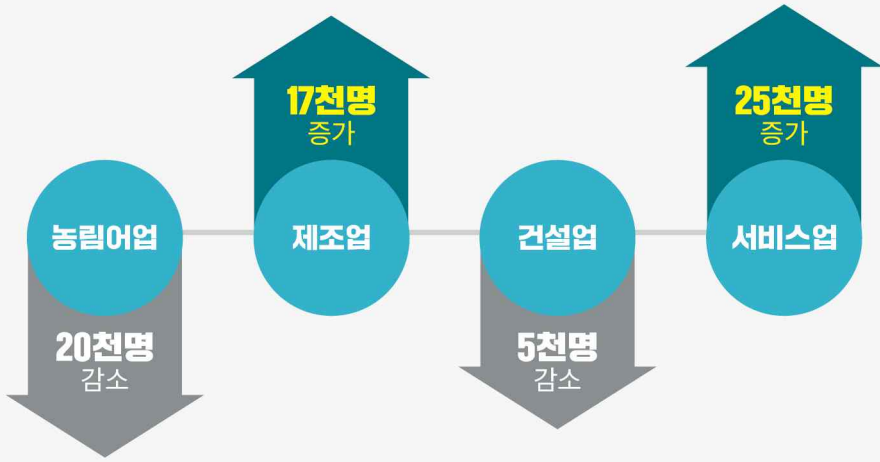 17천명
증가
25천명
증가
농림어업
제조업
건설업
서비스업
20천명
감소
5천명
감소